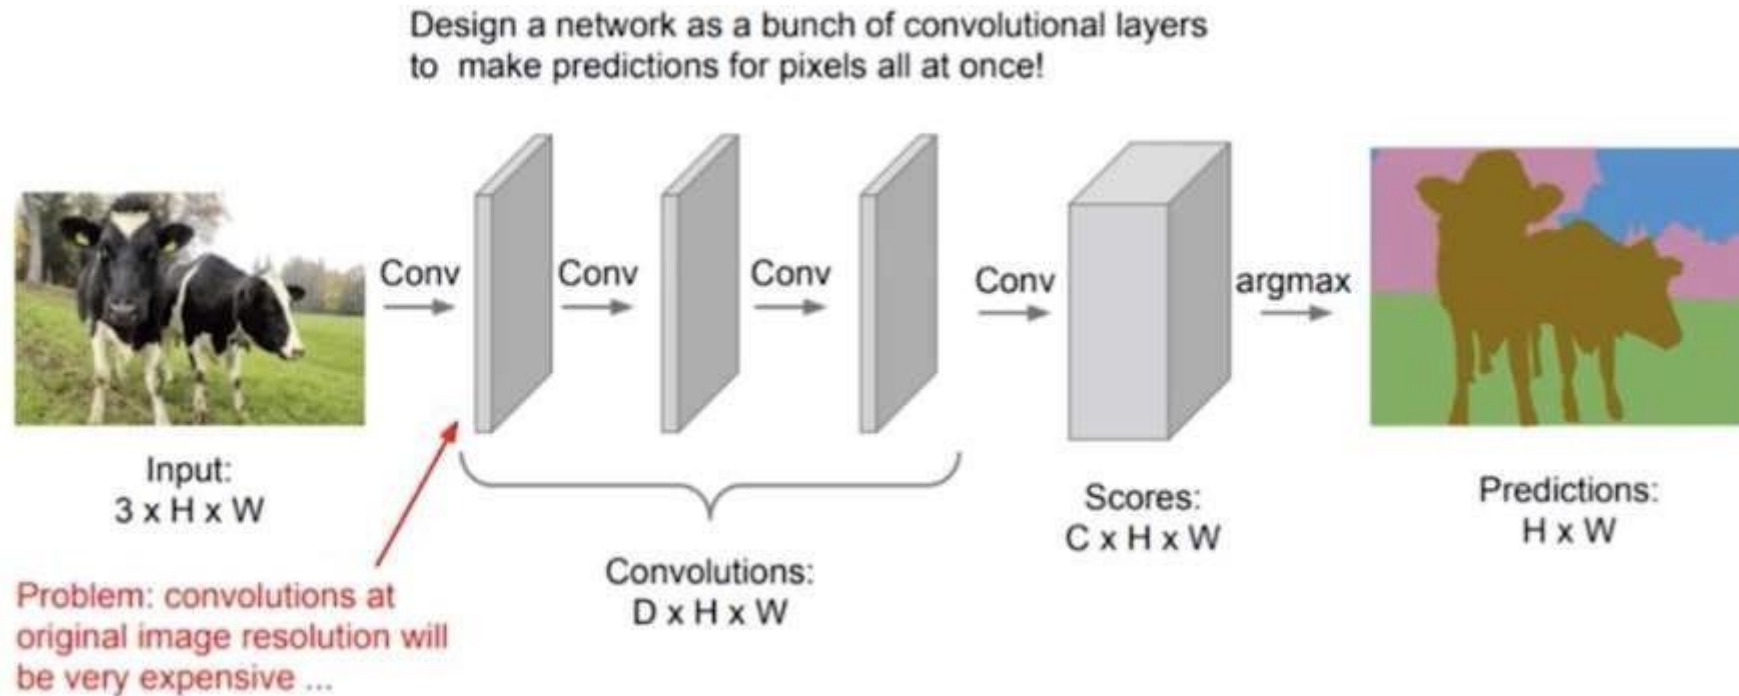 Design a network as a bunch of convolutional layers
to make predictions for pixels all at once!
Conv
Conv
Conv
Conv
argmax
Input:
3 x H x W
Convolutions:
D x H x W
Scores:
C x H x W
Predictions:
H x W
Problem: convolutions at
original image resolution will
be very expensive ...